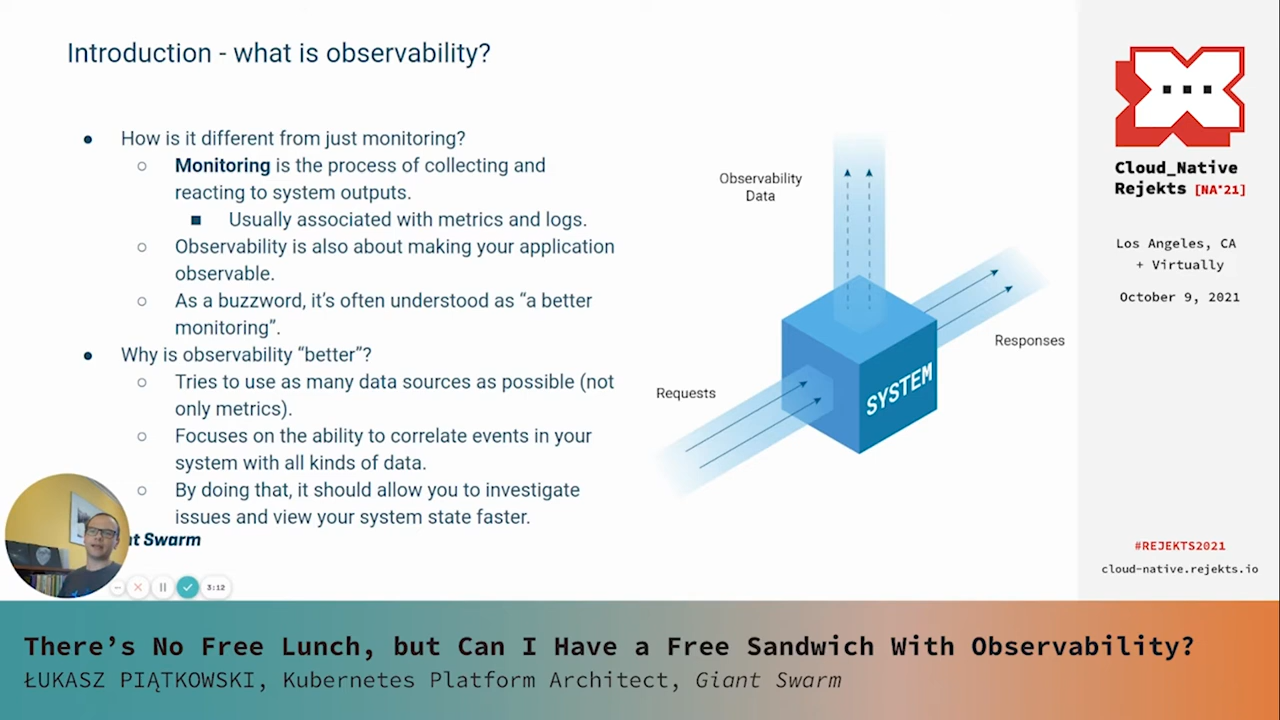 Introduction - what is observability?
● How is it different from just monitoring?
○ Monitoring is the process of collecting and
reacting to system outputs.
■ Usually associated with metrics and logs.
○ Observability is also about making your application
observable.
○ As a buzzword, it's often understood as “a better
monitoring”.
● Why is observability “better”?
○ Tries to use as many data sources as possible (not
only metrics).
○ Focuses on the ability to correlate events in your
system with all kinds of data.
○ By doing that, it should allow you to investigate
issues and view your system state faster.
Observability
Data
Responses
Requests
SYSTEM
Swarm
3:12
Cloud_Native
Rejekts [NA'21]
Los Angeles, CA
+ Virtually
October 9, 2021
#REJEKTS2021
cloud-native.rejekts.io
There's No Free Lunch, but Can I Have a Free Sandwich With Observability?
ŁUKASZ PIĄTKOWSKI, Kubernetes Platform Architect, Giant Swarm